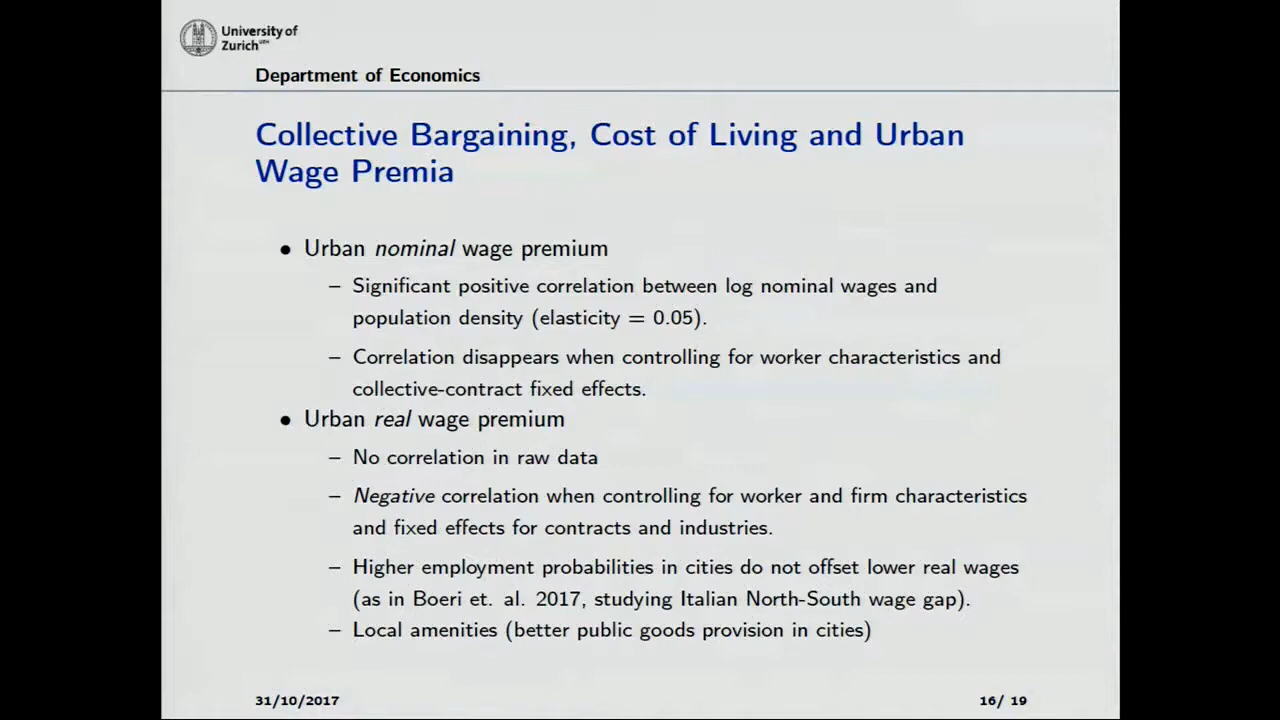 University of
Zurich UZH
Department of Economics
Collective Bargaining, Cost of Living and Urban
Wage Premia
• Urban nominal wage premium
– Significant positive correlation between log nominal wages and
population density (elasticity = 0.05).
– Correlation disappears when controlling for worker characteristics and
collective-contract fixed effects.
• Urban real wage premium
– No correlation in raw data
– Negative correlation when controlling for worker and firm characteristics
and fixed effects for contracts and industries.
– Higher employment probabilities in cities do not offset lower real wages
(as in Boeri et. al. 2017, studying Italian North-South wage gap).
– Local amenities (better public goods provision in cities)
31/10/2017
16/ 19